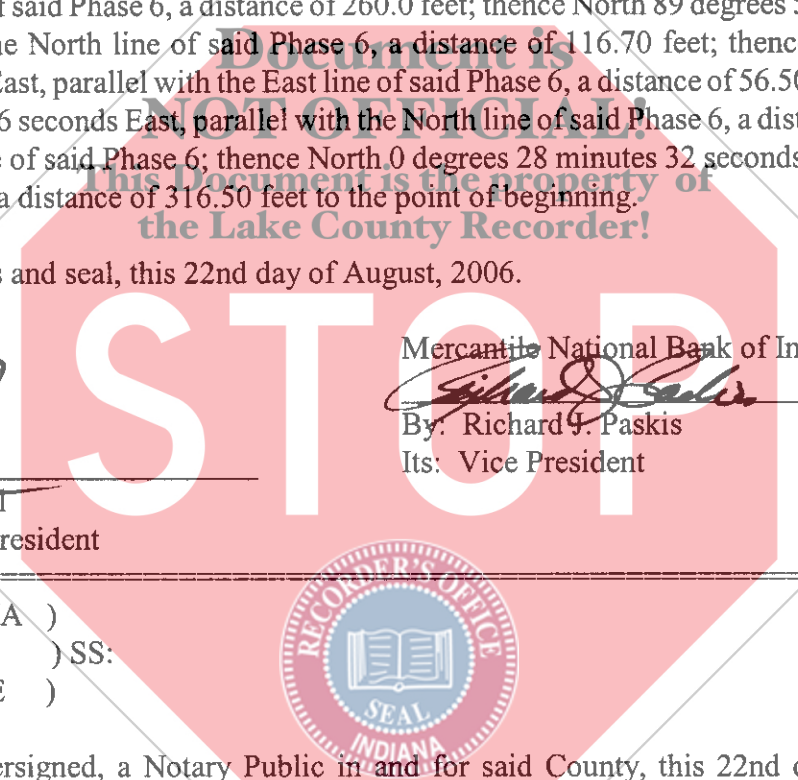 f said Phase 6, a distance of 260.0 feet; thence North 89 degrees
he North line of said Phase 6, a distance of 116.70 feet; thenc
East, parallel with the East line of said Phase 6, a distance of 56.50
6 seconds East, parallel with the North line of said Phase 6, a dist
e of said Phase 6; thence North 0 degrees 28 minutes 32 seconds
a distance of 316.50 feet to the point of beginning.
Document is
NOT OFFICIAL!
This Document is the property of
the Lake County Recorder!
s and seal, this 22nd day of August, 2006.
STOP
Mercantile National Bank of In
By: Richard J. Paskis
Its: Vice President
resident
RECORDER'S OFFICE
SEAL
INDIANA
A )
) SS:
E )
ersigned, a Notary Public in and for said County, this 22nd